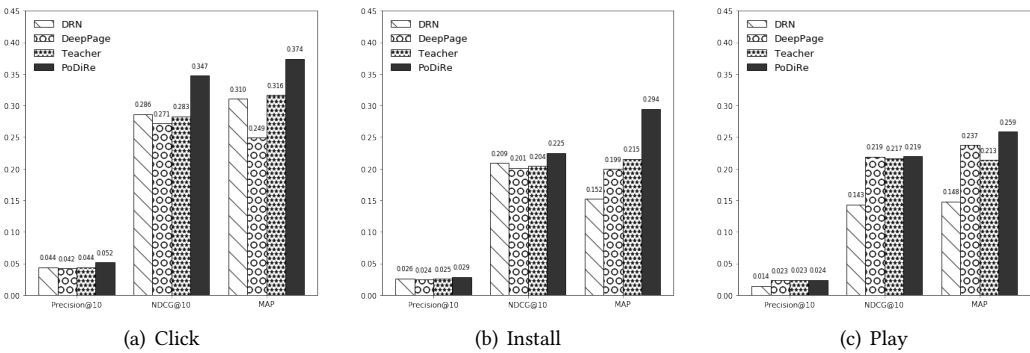 0.45
0.40
0.35
0.30
0.25
0.20
0.15
0.10
0.05
0.00
DRN
DeepPage
Teacher
PoDiRe
0.044 0.042 0.044 0.052
0.286 0.271 0.283 0.347
0.310 0.249 0.316 0.374
Precision@10 NDCG@10 MAP
(a) Click
0.45
0.40
0.35
0.30
0.25
0.20
0.15
0.10
0.05
0.00
DRN
DeepPage
Teacher
PoDiRe
0.026 0.024 0.025 0.029
0.209 0.201 0.204 0.225
0.152 0.199 0.215 0.294
Precision@10 NDCG@10 MAP
(b) Install
0.45
0.40
0.35
0.30
0.25
0.20
0.15
0.10
0.05
0.00
DRN
DeepPage
Teacher
PoDiRe
0.014 0.023 0.023 0.024
0.143 0.219 0.217 0.219
0.148 0.237 0.213 0.259
Precision@10 NDCG@10 MAP
(c) Play